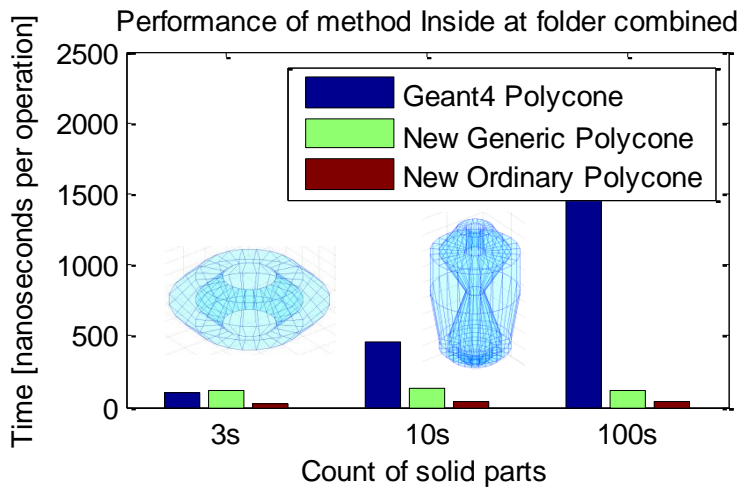 Performance of method Inside at folder combined
Time [nanoseconds per operation]
2500
2000
1500
1000
500
0
Geant4 Polycone
New Generic Polycone
New Ordinary Polycone
3s
10s
100s
Count of solid parts